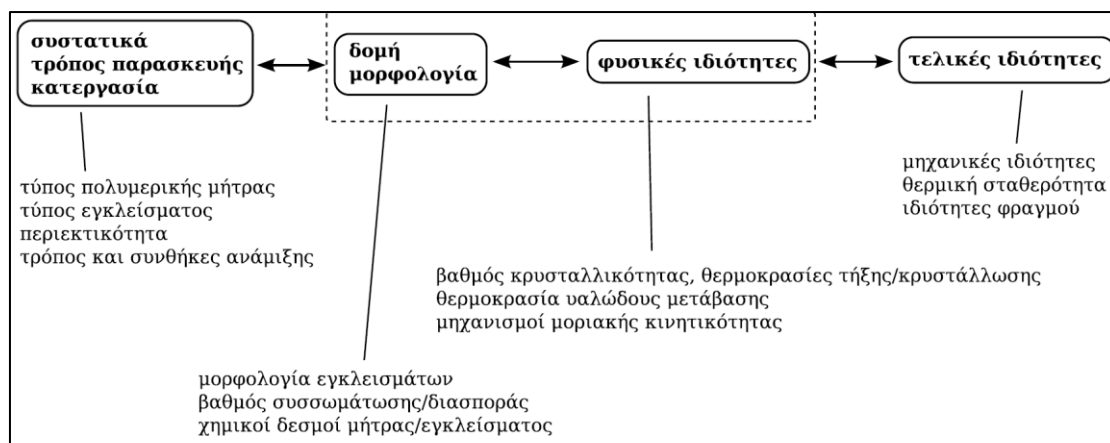 συστατικά
τρόπος παρασκευής
κατεργασία
δομή
μορφολογία
φυσικές ιδιότητες
τελικές ιδιότητες
τύπος πολυμερικής μήτρας
τύπος εγκλείσματος
περιεκτικότητα
τρόπος και συνθήκες ανάμιξης
μηχανικές ιδιότητες
θερμική σταθερότητα
ιδιότητες φραγμού
βαθμός κρυσταλλικότητας, θερμοκρασίες τήξης/κρυστάλλωσης
θερμοκρασία υαλώδους μετάβασης
μηχανισμοί μοριακής κινητικότητας
μορφολογία εγκλεισμάτων
βαθμός συσσωμάτωσης/διασποράς
χημικοί δεσμοί μήτρας/εγκλείσματος